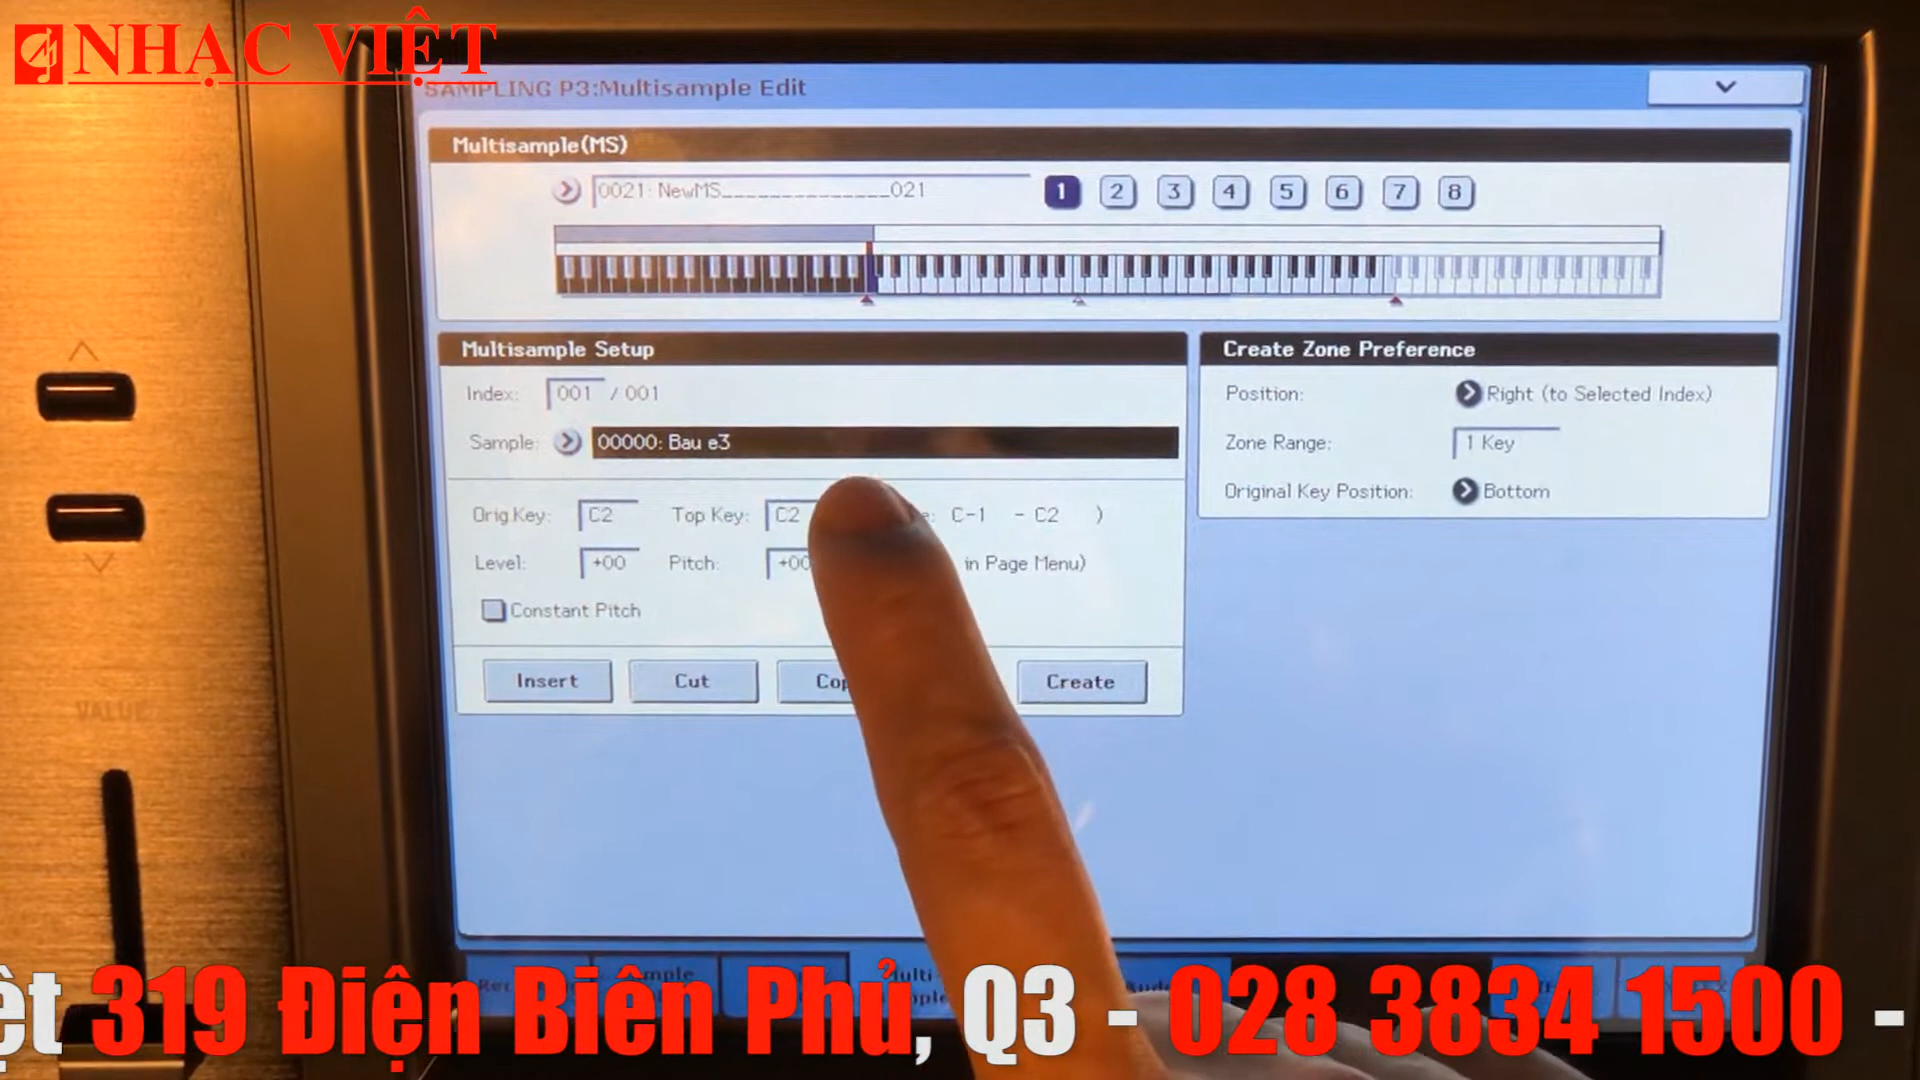 NHẠC VIỆT
SAMPLING P3:Multisample Edit
Multisample(MS)
0021: NewMS______________021
1 2 3 4 5 6 7 8
Multisample Setup
Index: 001 / 001
Sample: 00000: Bau e3
Orig.Key: C2 Top Key: C2 C-1 - C2 )
Level: +00 Pitch: +00 in Page Menu)
Constant Pitch
Insert Cut Create
Create Zone Preference
Position: Right (to Selected Index)
Zone Range: 1 Key
Original Key Position: Bottom
VALUE
319 Điện Biên Phủ, Q3 - 028 3834 1500 -